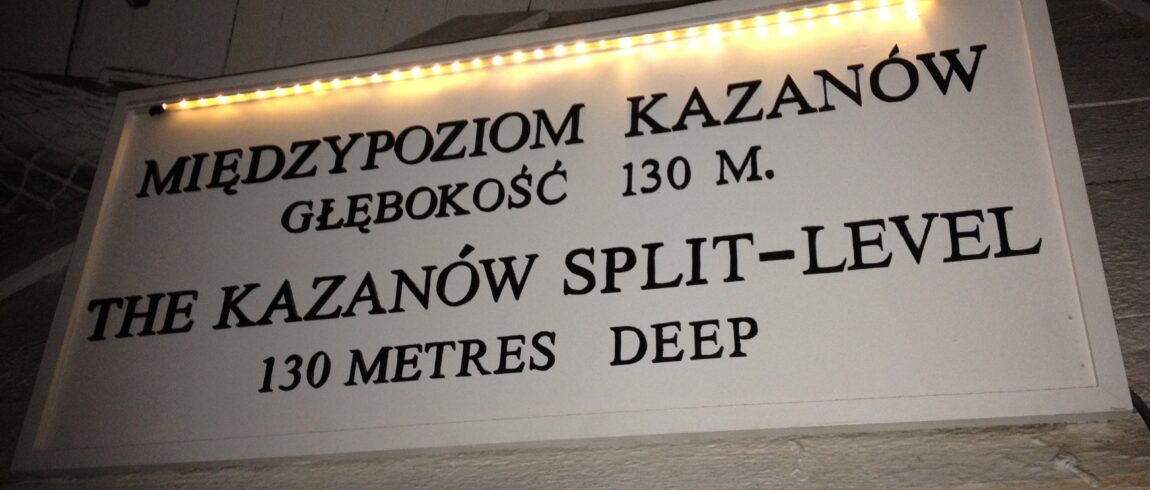 MIĘDZYPOZIOM KAZANÓW
GŁĘBOKOŚĆ 130 M.
THE KAZANÓW SPLIT-LEVEL
130 METRES DEEP